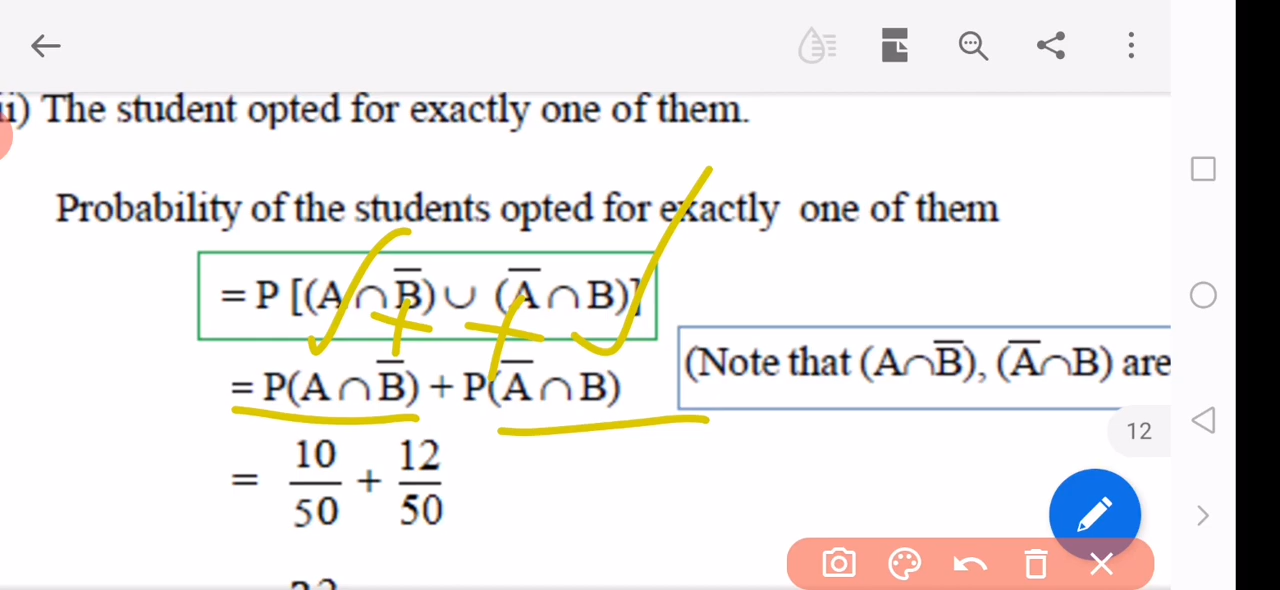 ii) The student opted for exactly one of them.
Probability of the students opted for exactly one of them
= P [(A ∩ B̅) ∪ (A̅ ∩ B)]
= P(A ∩ B̅) + P(A̅ ∩ B)
(Note that (A∩B̅), (A̅∩B) are
= 10/50 + 12/50
12